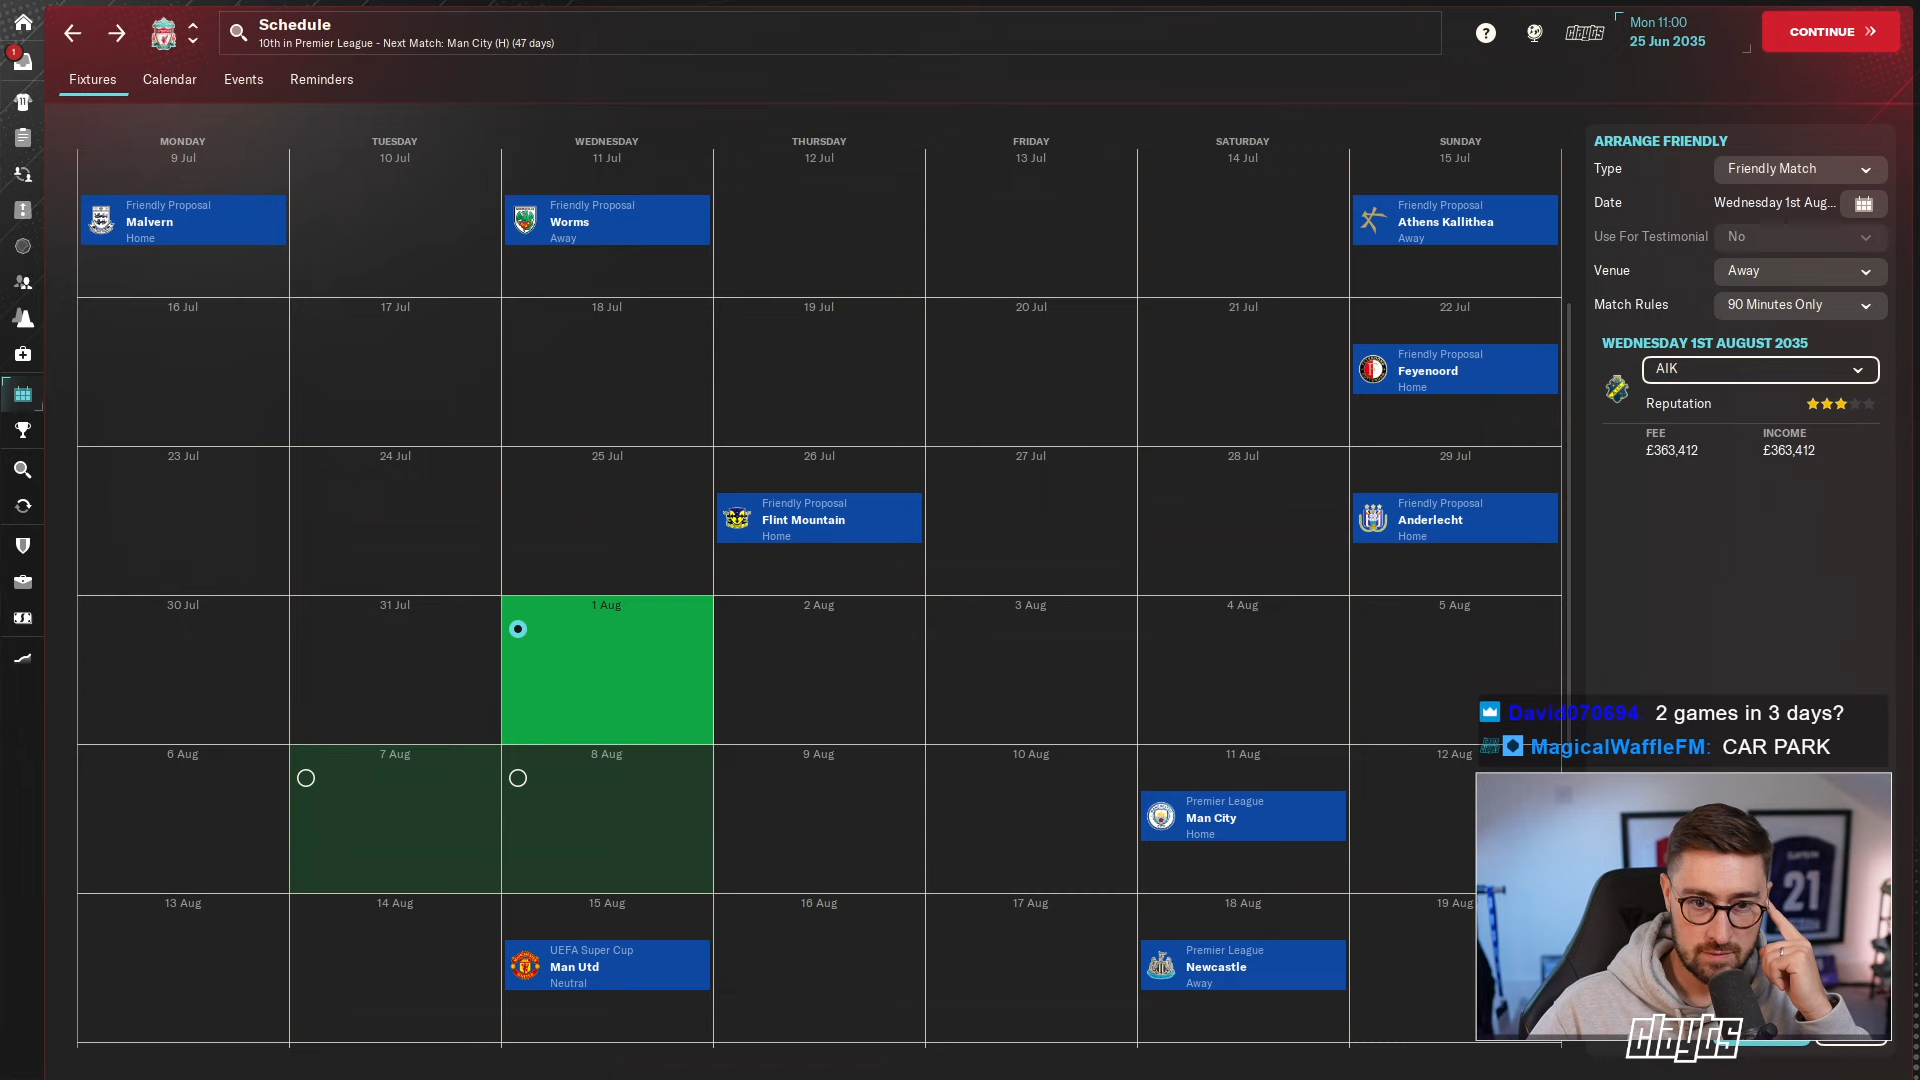 Schedule
10th in Premier League - Next Match: Man City (H) (47 days)
clayts
Mon 11:00
25 Jun 2035
CONTINUE
1
Fixtures
Calendar
Events
Reminders
MONDAY
TUESDAY
WEDNESDAY
THURSDAY
FRIDAY
SATURDAY
SUNDAY
9 Jul
10 Jul
11 Jul
12 Jul
13 Jul
14 Jul
15 Jul
Friendly Proposal
Malvern
Home
Friendly Proposal
Worms
Away
Friendly Proposal
Athens Kallithea
Away
16 Jul
17 Jul
18 Jul
19 Jul
20 Jul
21 Jul
22 Jul
Friendly Proposal
Feyenoord
Home
23 Jul
24 Jul
25 Jul
26 Jul
27 Jul
28 Jul
29 Jul
Friendly Proposal
Flint Mountain
Home
Friendly Proposal
Anderlecht
Home
30 Jul
31 Jul
1 Aug
2 Aug
3 Aug
4 Aug
5 Aug
6 Aug
7 Aug
8 Aug
9 Aug
10 Aug
11 Aug
12 Aug
Premier League
Man City
Home
13 Aug
14 Aug
15 Aug
16 Aug
17 Aug
18 Aug
19 Aug
UEFA Super Cup
Man Utd
Neutral
Premier League
Newcastle
Away
ARRANGE FRIENDLY
Type
Friendly Match
Date
Wednesday 1st Aug...
Use For Testimonial
No
Venue
Away
Match Rules
90 Minutes Only
WEDNESDAY 1ST AUGUST 2035
AIK
Reputation
FEE
INCOME
£363,412
£363,412
David070694: 2 games in 3 days?
MagicalWaffleFM: CAR PARK
21
clayts